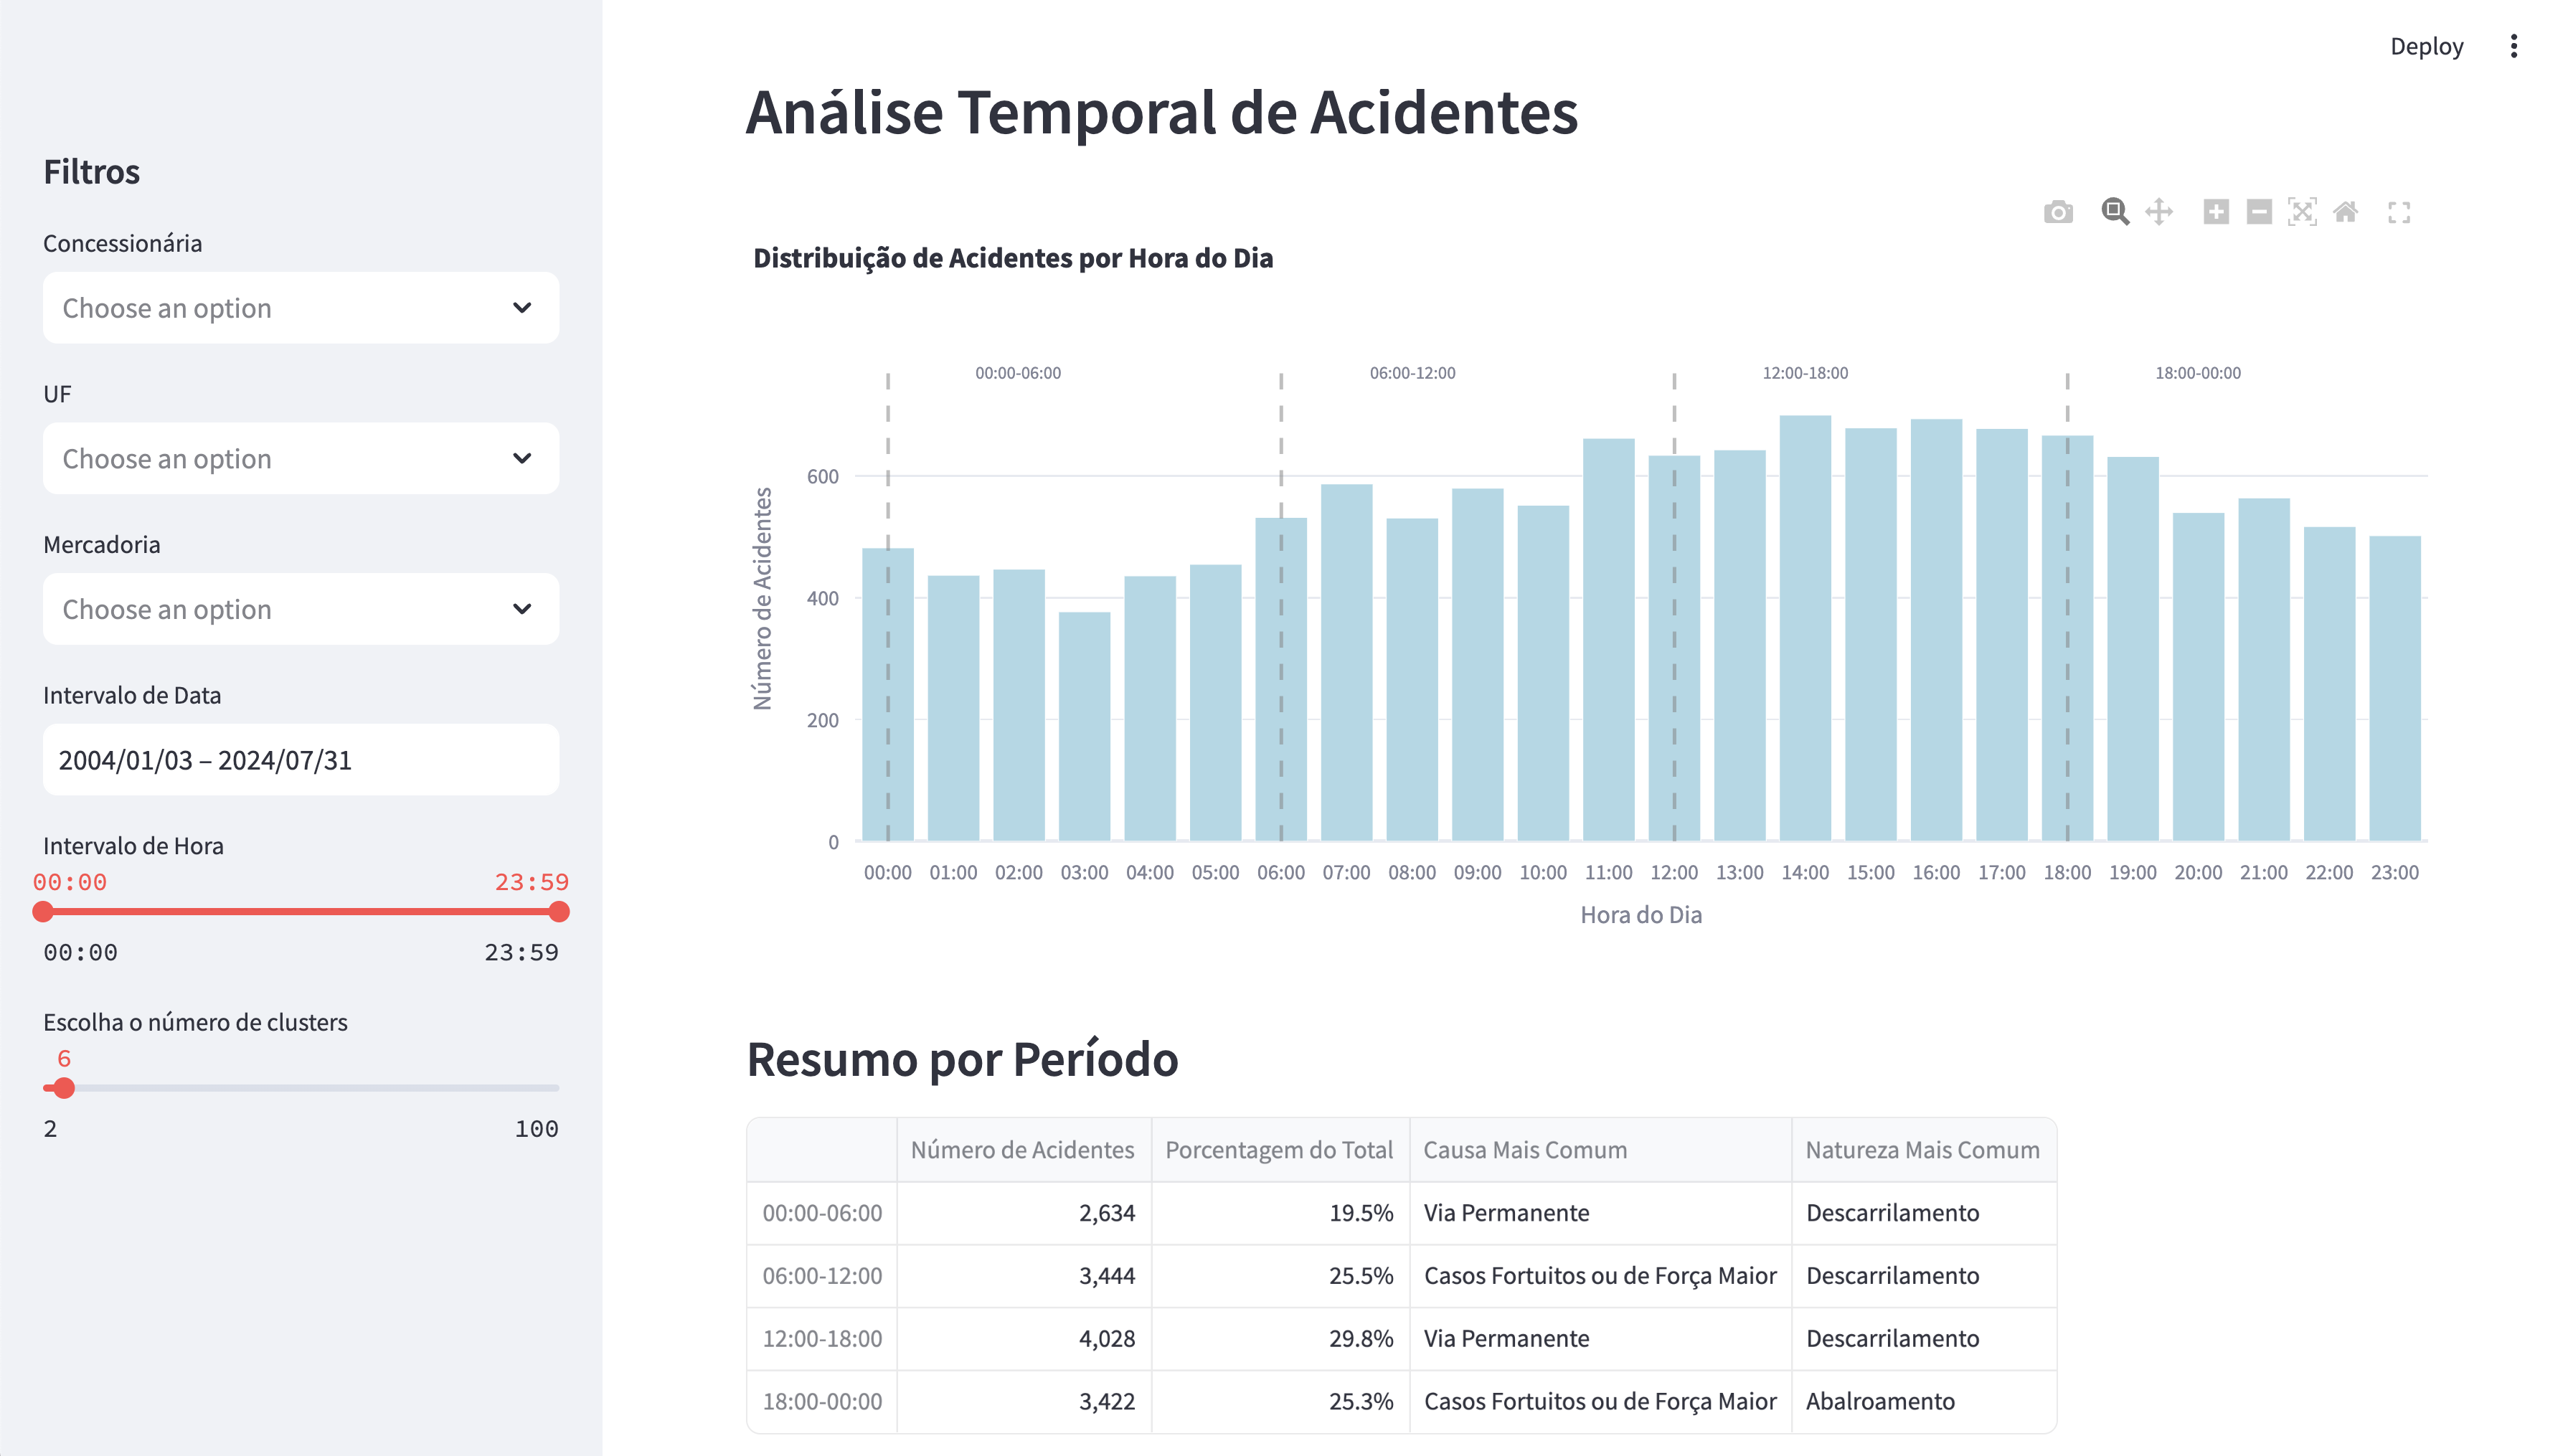 Deploy
Filtros
Concessionária
Choose an option
UF
Choose an option
Mercadoria
Choose an option
Intervalo de Data
2004/01/03 – 2024/07/31
Intervalo de Hora
00:00 23:59
00:00 23:59
Escolha o número de clusters
6
2 100
Análise Temporal de Acidentes
Distribuição de Acidentes por Hora do Dia
00:00-06:00 06:00-12:00 12:00-18:00 18:00-00:00
Número de Acidentes
600
400
200
0
00:00 01:00 02:00 03:00 04:00 05:00 06:00 07:00 08:00 09:00 10:00 11:00 12:00 13:00 14:00 15:00 16:00 17:00 18:00 19:00 20:00 21:00 22:00 23:00
Hora do Dia
Resumo por Período
Número de Acidentes Porcentagem do Total Causa Mais Comum Natureza Mais Comum
00:00-06:00 2,634 19.5% Via Permanente Descarrilamento
06:00-12:00 3,444 25.5% Casos Fortuitos ou de Força Maior Descarrilamento
12:00-18:00 4,028 29.8% Via Permanente Descarrilamento
18:00-00:00 3,422 25.3% Casos Fortuitos ou de Força Maior Abalroamento